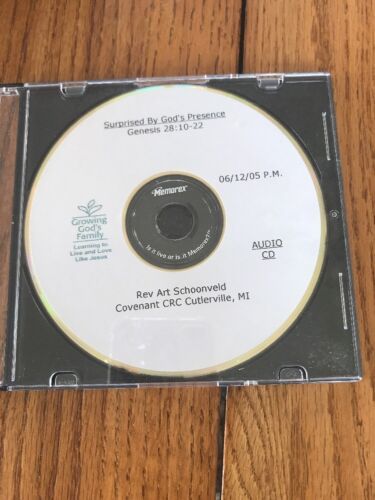 Surprised By God's Presence
Genesis 28:10-22
06/12/05 P.M.
Memorex®
Is it live or is it Memorex?™
Growing
God's
Family
Learning to
Live and Love
Like Jesus
AUDIO
CD
Rev Art Schoonveld
Covenant CRC Cutlerville, MI